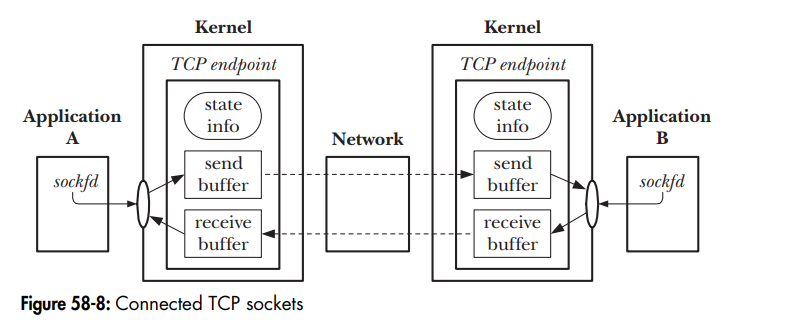 Kernel
Kernel
TCP endpoint
TCP endpoint
state
info
state
info
Application
A
Network
Application
B
send
buffer
send
buffer
sockfd
sockfd
receive
buffer
receive
buffer
Figure 58-8: Connected TCP sockets